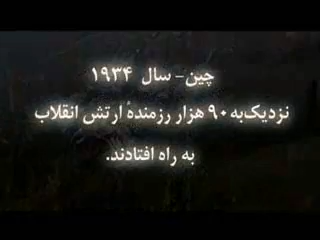 چین- سال ۱۹۳۴
نزدیک‌به ۹۰ هزار رزمندهٔ ارتش انقلاب
به راه افتادند.